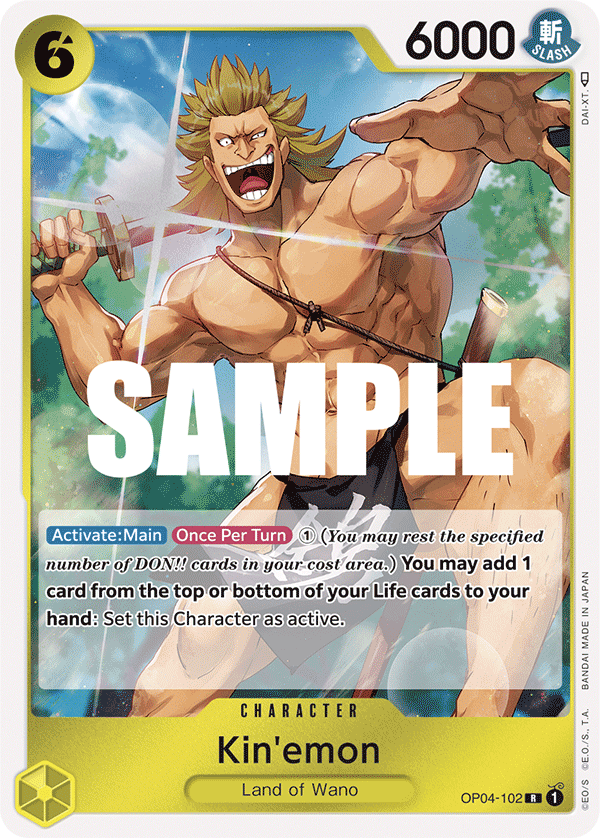 6
6000
斬
SLASH
DAI-XT.
SAMPLE
Activate:Main Once Per Turn ① (You may rest the specified
number of DON!! cards in your cost area.) You may add 1
card from the top or bottom of your Life cards to your
hand: Set this Character as active.
CHARACTER
Kin'emon
Land of Wano
OP04-102 R 1
©E.O/S ©E.O./S., T.A. BANDAI MADE IN JAPAN